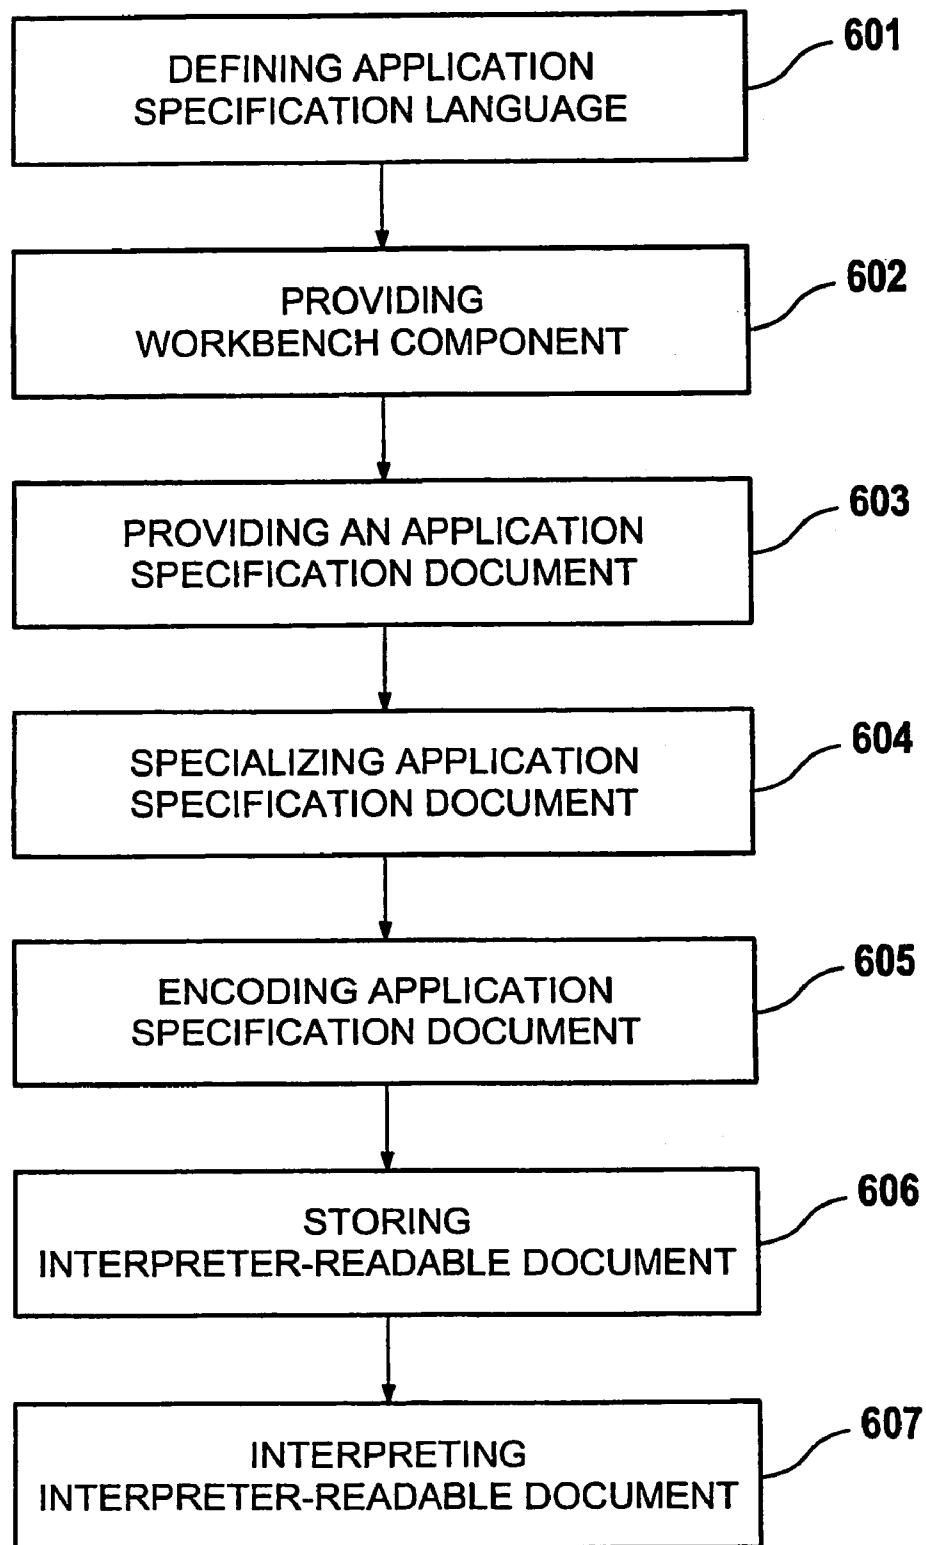 601
DEFINING APPLICATION
SPECIFICATION LANGUAGE
602
PROVIDING
WORKBENCH COMPONENT
603
PROVIDING AN APPLICATION
SPECIFICATION DOCUMENT
604
SPECIALIZING APPLICATION
SPECIFICATION DOCUMENT
605
ENCODING APPLICATION
SPECIFICATION DOCUMENT
606
STORING
INTERPRETER-READABLE DOCUMENT
607
INTERPRETING
INTERPRETER-READABLE DOCUMENT